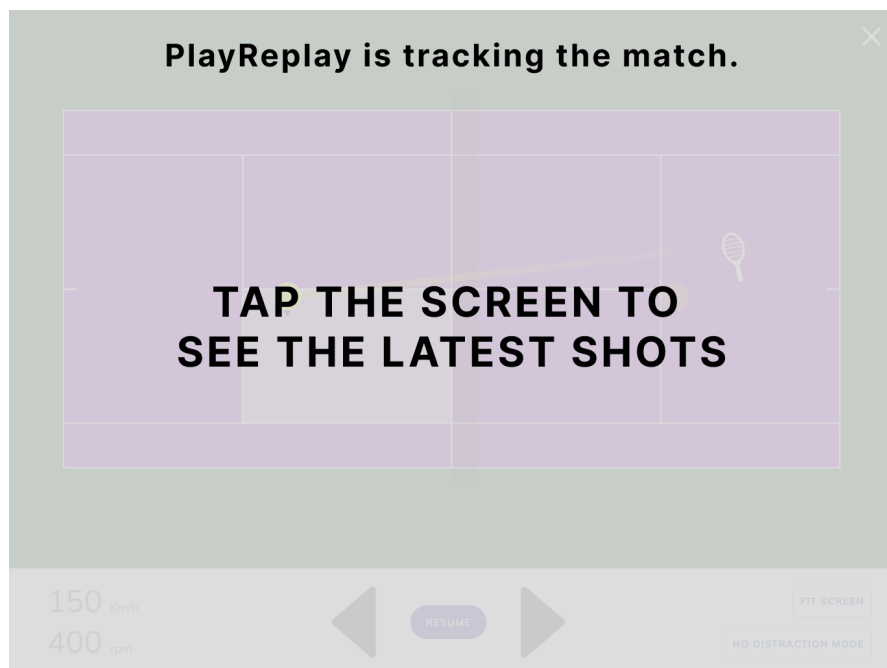 PlayReplay is tracking the match.
TAP THE SCREEN TO
SEE THE LATEST SHOTS
150 Km/h
400 rpm
RESUME
FIT SCREEN
NO DISTRACTION MODE